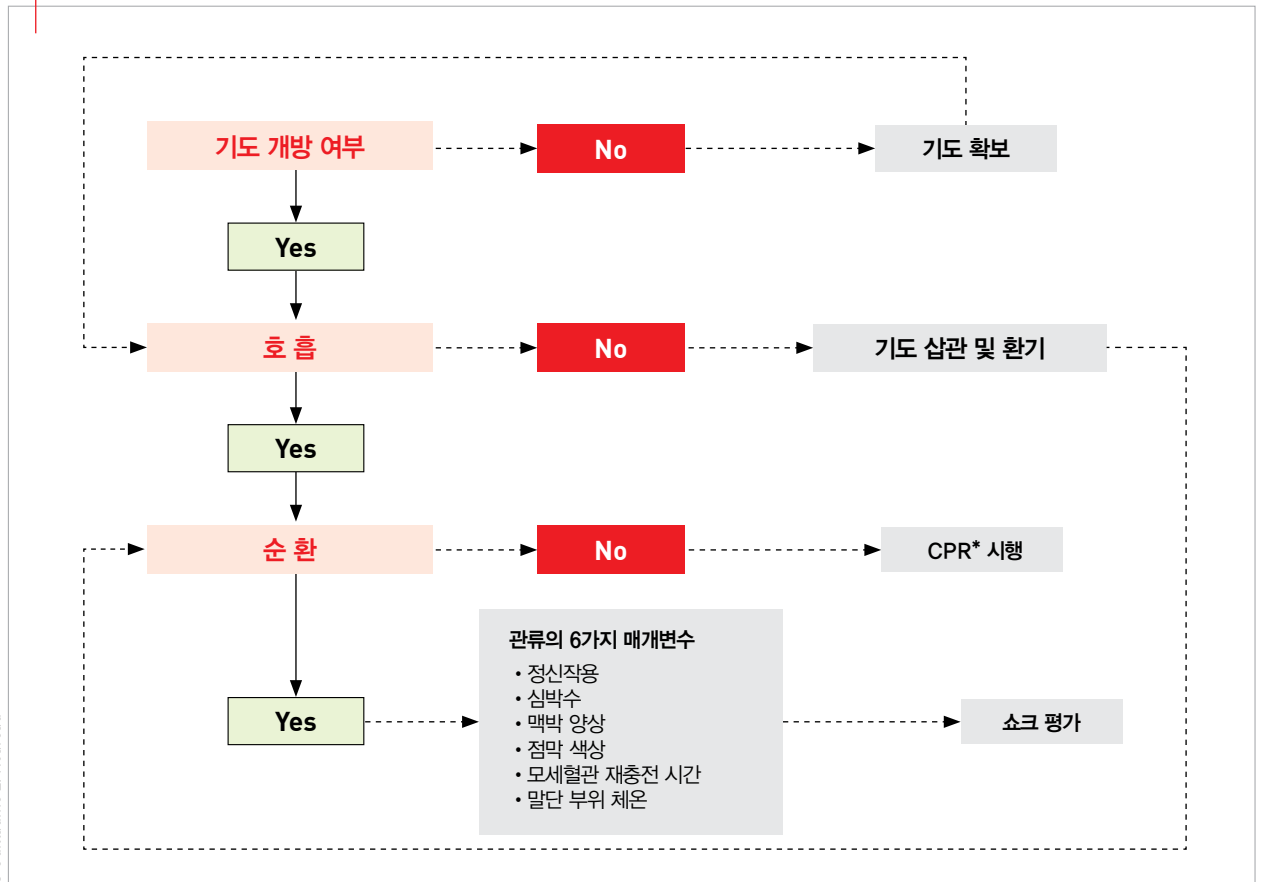 기도 개방 여부
No
기도 확보
Yes
호 흡
No
기도 삽관 및 환기
Yes
순 환
No
CPR* 시행
Yes
관류의 6가지 매개변수
• 정신작용
• 심박수
• 맥박 양상
• 점막 색상
• 모세혈관 재충전 시간
• 말단 부위 체온
쇼크 평가